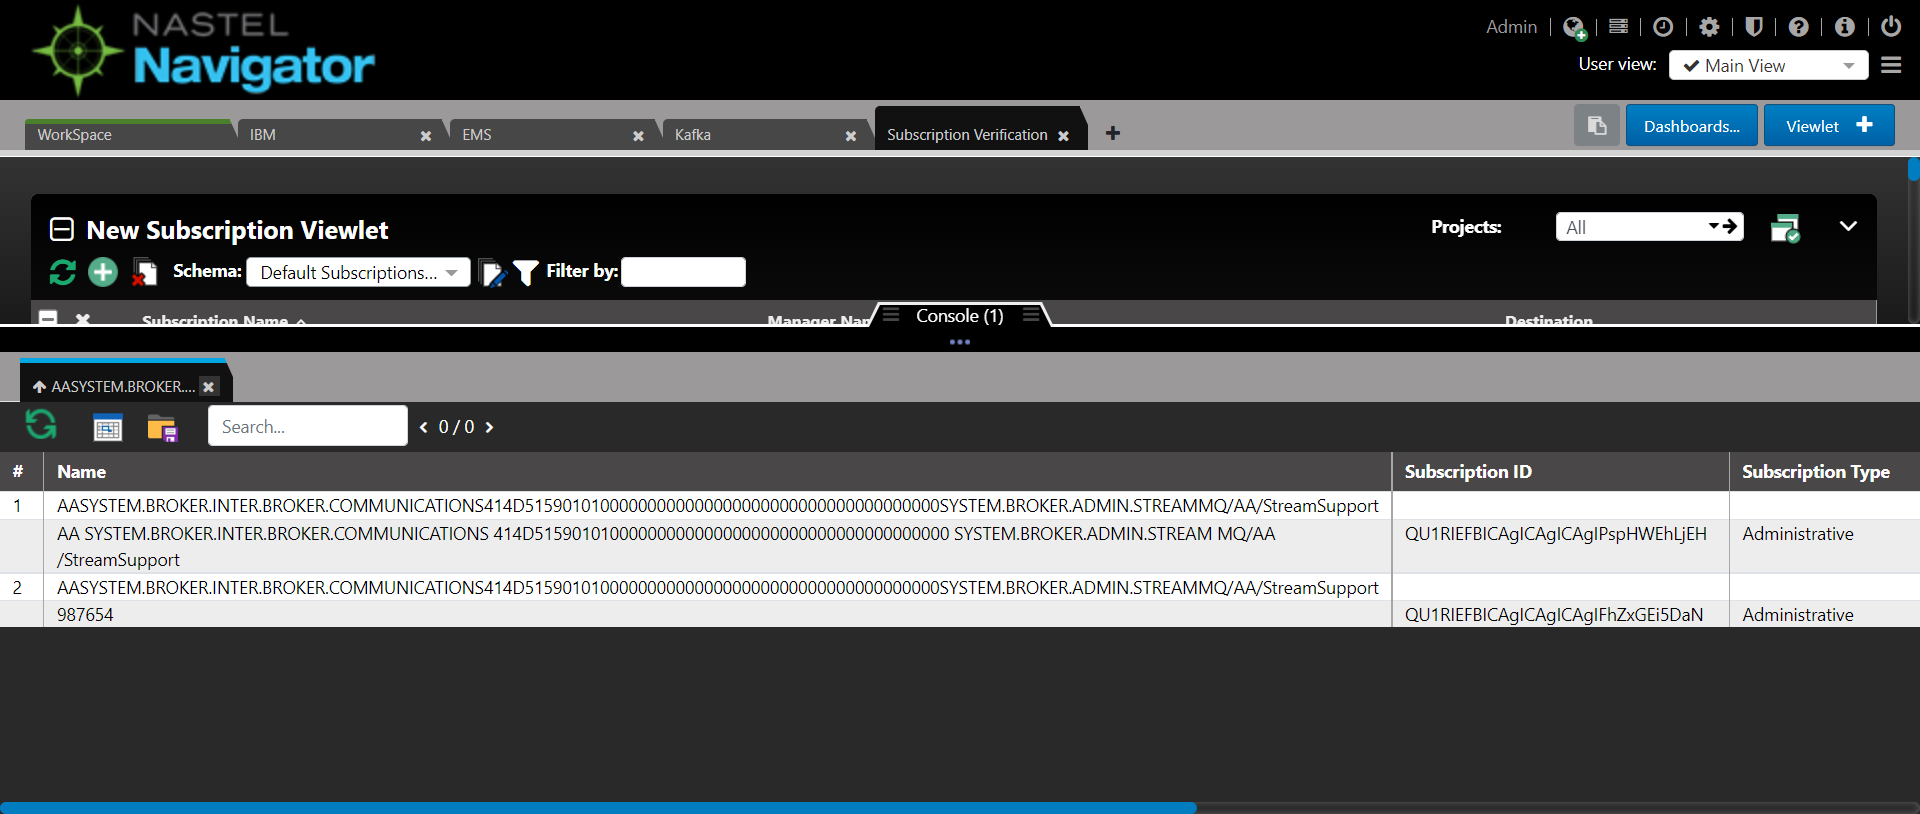 NASTEL
Navigator
Admin
User view: Main View
WorkSpace IBM EMS Kafka Subscription Verification
Dashboards... Viewlet
New Subscription Viewlet
Projects: All
Schema: Default Subscriptions... Filter by:
Subscription Name Manager Nam Destination
Console (1)
AASYSTEM.BROKER....
Search... 0 / 0
# Name Subscription ID Subscription Type
1 AASYSTEM.BROKER.INTER.BROKER.COMMUNICATIONS414D51590101000000000000000000000000000000000000SYSTEM.BROKER.ADMIN.STREAMMQ/AA/StreamSupport
AA SYSTEM.BROKER.INTER.BROKER.COMMUNICATIONS 414D51590101000000000000000000000000000000000000 SYSTEM.BROKER.ADMIN.STREAM MQ/AA QU1RIEFBICAgICAgICAgIPspHWEhLjEH Administrative
/StreamSupport
2 AASYSTEM.BROKER.INTER.BROKER.COMMUNICATIONS414D51590101000000000000000000000000000000000000SYSTEM.BROKER.ADMIN.STREAMMQ/AA/StreamSupport
987654 QU1RIEFBICAgICAgICAgIFhZxGEi5DaN Administrative